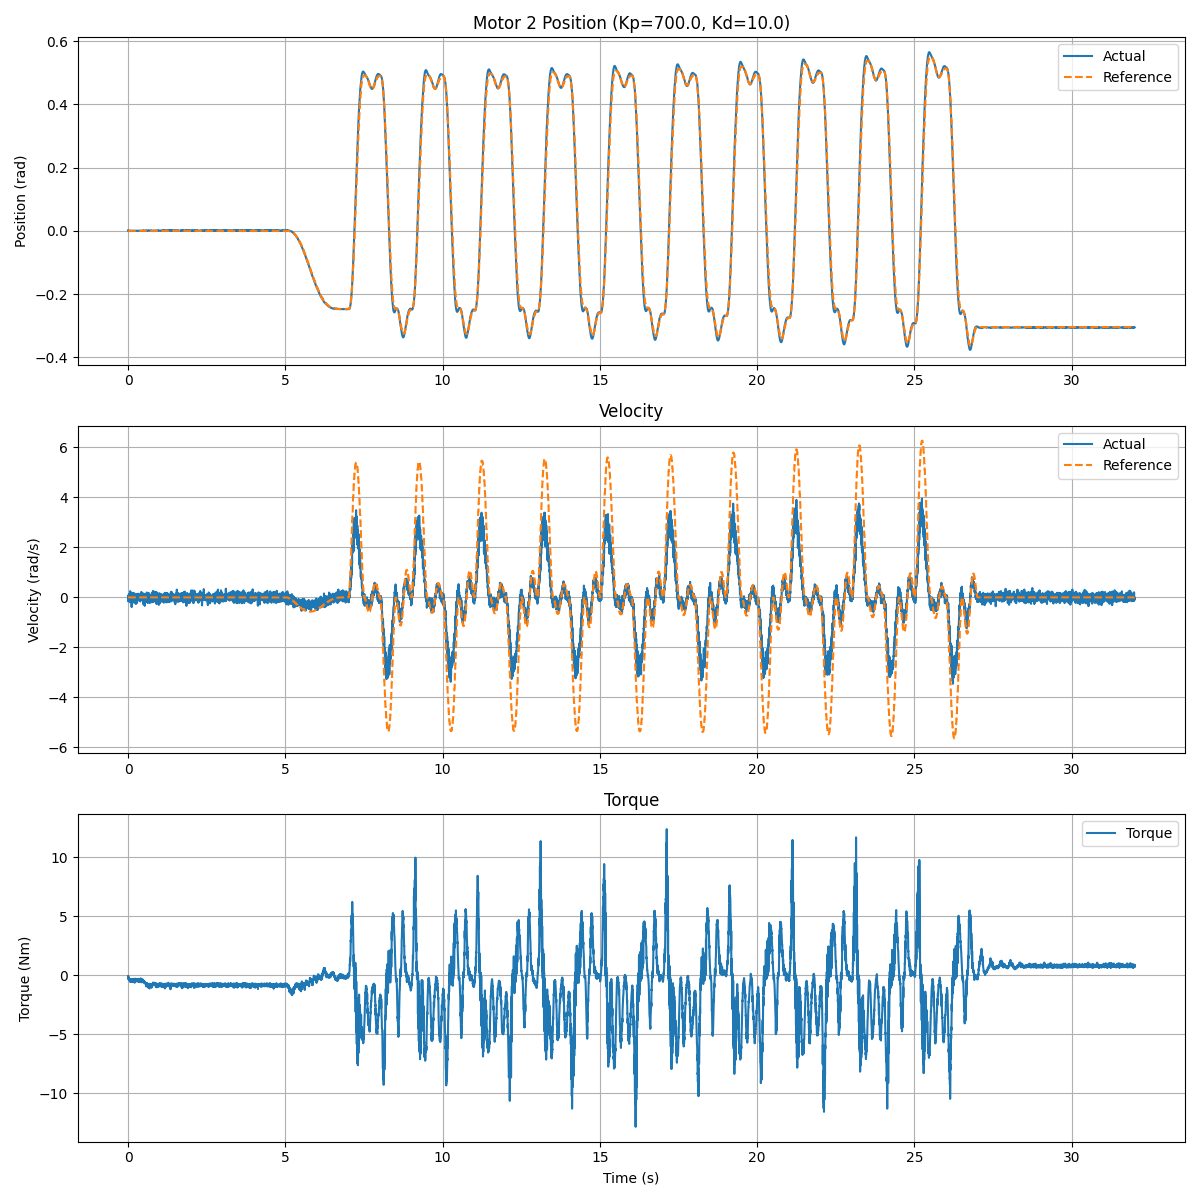 Motor 2 Position (Kp=700.0, Kd=10.0)
Position (rad)
0.6
0.4
0.2
0.0
−0.2
−0.4
Actual
Reference
0 5 10 15 20 25 30
Velocity
Velocity (rad/s)
6
4
2
0
−2
−4
−6
Actual
Reference
0 5 10 15 20 25 30
Torque
Torque (Nm)
10
5
0
−5
−10
Torque
0 5 10 15 20 25 30
Time (s)